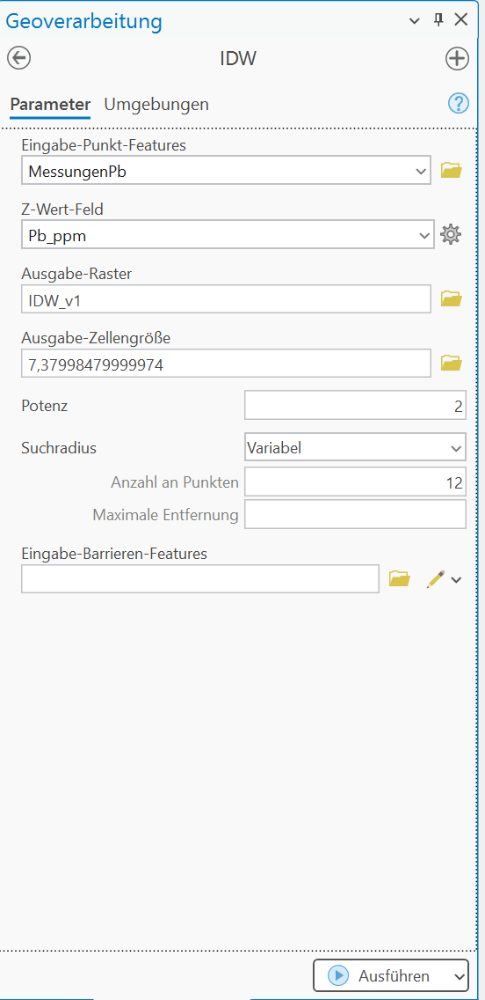 Geoverarbeitung
IDW
Parameter Umgebungen
Eingabe-Punkt-Features
MessungenPb
Z-Wert-Feld
Pb_ppm
Ausgabe-Raster
IDW_v1
Ausgabe-Zellengröße
7,37998479999974
Potenz 2
Suchradius Variabel
Anzahl an Punkten 12
Maximale Entfernung
Eingabe-Barrieren-Features
Ausführen